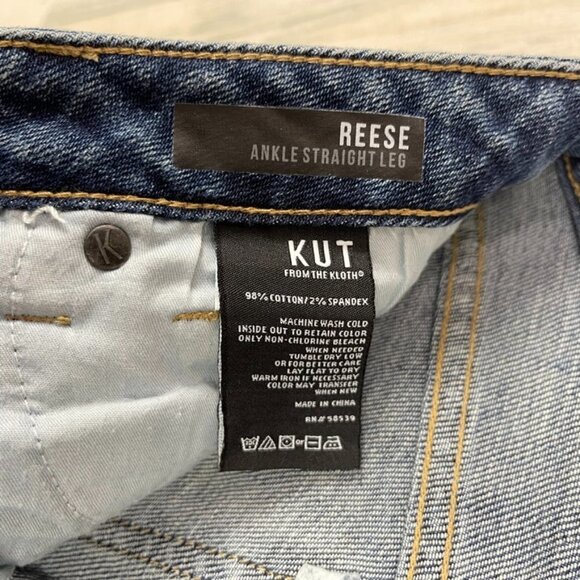 REESE
ANKLE STRAIGHT LEG
K
KUT
FROM THE KLOTH®
98% COTTON/2% SPANDEX
MACHINE WASH COLD
INSIDE OUT TO RETAIN COLOR
ONLY NON-CHLORINE BLEACH
WHEN NEEDED
TUMBLE DRY LOW
OR FOR BETTER CARE
LAY FLAT TO DRY
WARM IRON IF NECESSARY
COLOR MAY TRANSFER
WHEN NEW
MADE IN CHINA
RN# 58539
OR